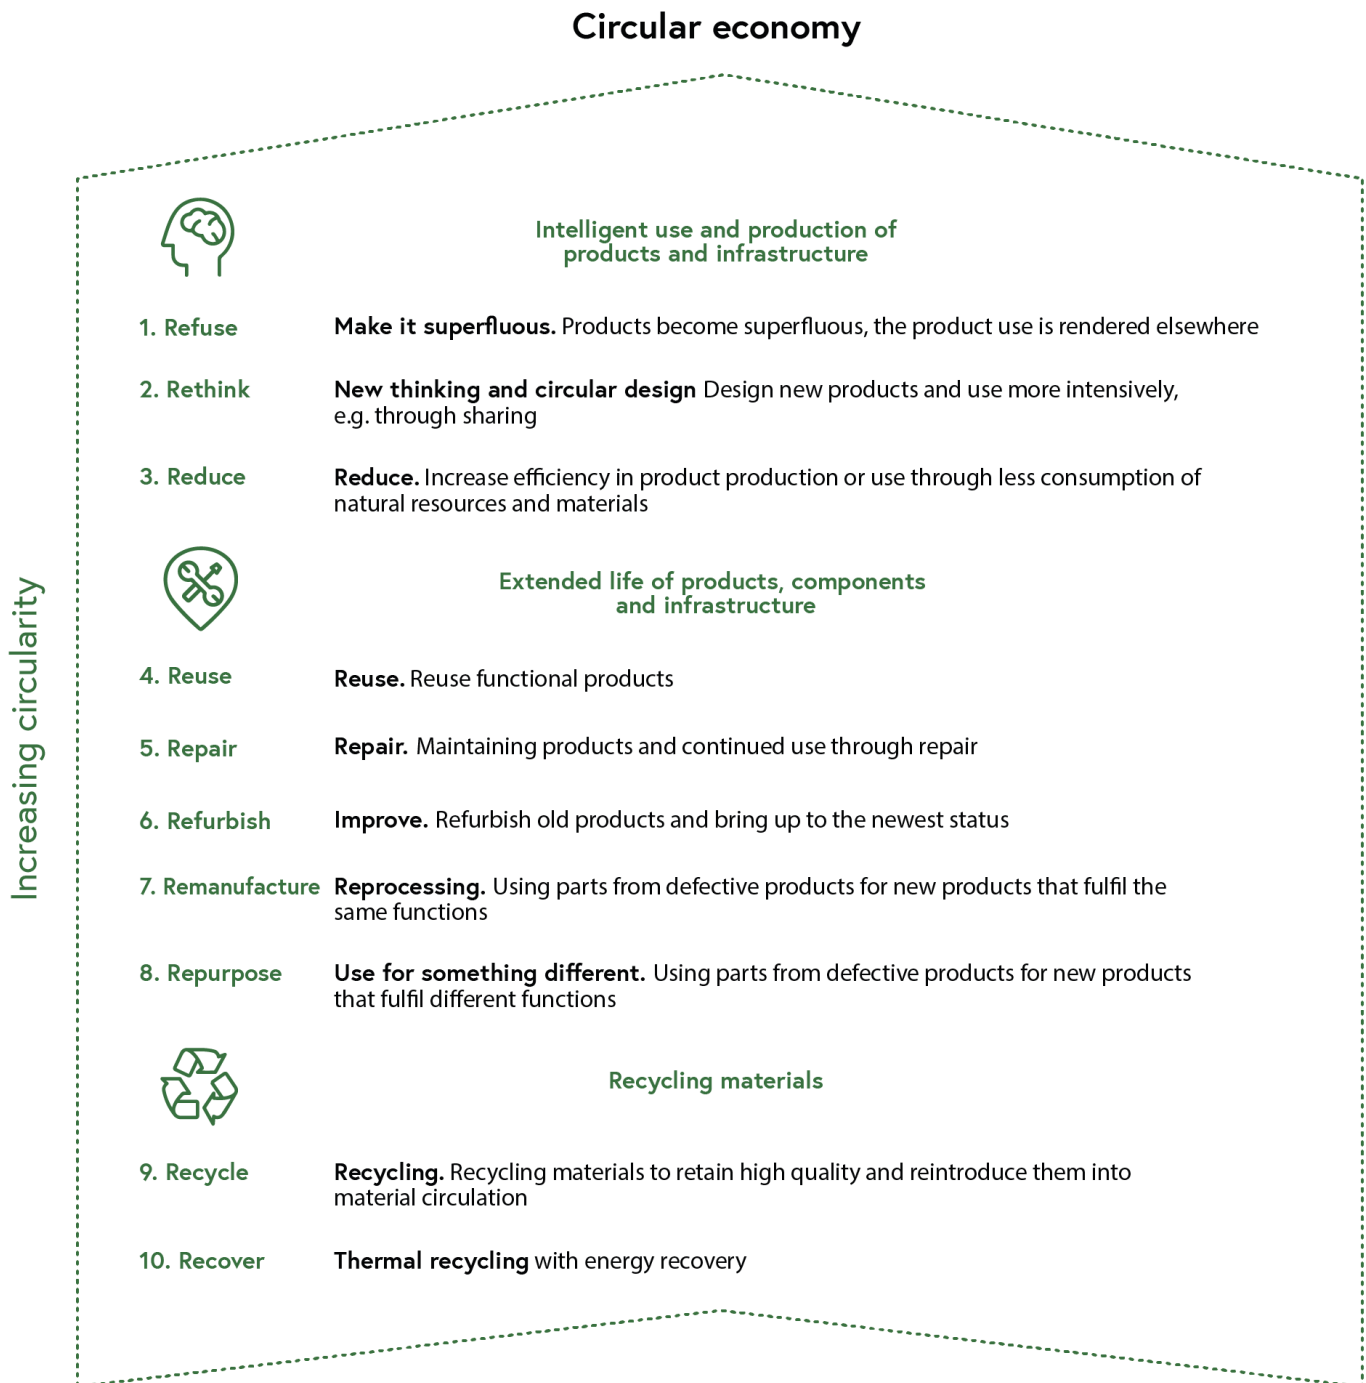 Circular economy
Increasing circularity
Intelligent use and production of
products and infrastructure
1. Refuse Make it superfluous. Products become superfluous, the product use is rendered elsewhere
2. Rethink New thinking and circular design Design new products and use more intensively,
e.g. through sharing
3. Reduce Reduce. Increase efficiency in product production or use through less consumption of
natural resources and materials
Extended life of products, components
and infrastructure
4. Reuse Reuse. Reuse functional products
5. Repair Repair. Maintaining products and continued use through repair
6. Refurbish Improve. Refurbish old products and bring up to the newest status
7. Remanufacture Reprocessing. Using parts from defective products for new products that fulfil the
same functions
8. Repurpose Use for something different. Using parts from defective products for new products
that fulfil different functions
Recycling materials
9. Recycle Recycling. Recycling materials to retain high quality and reintroduce them into
material circulation
10. Recover Thermal recycling with energy recovery